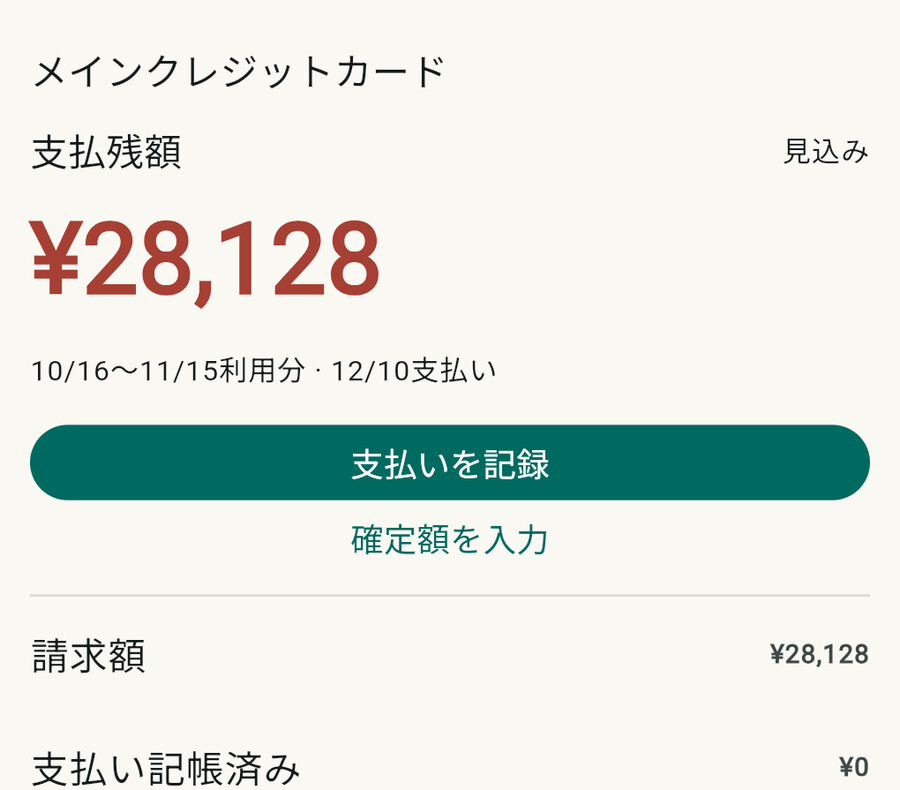 メインクレジットカード
支払残額 見込み
¥28,128
10/16～11/15利用分 · 12/10支払い
支払いを記録
確定額を入力
請求額 ¥28,128
支払い記帳済み ¥0